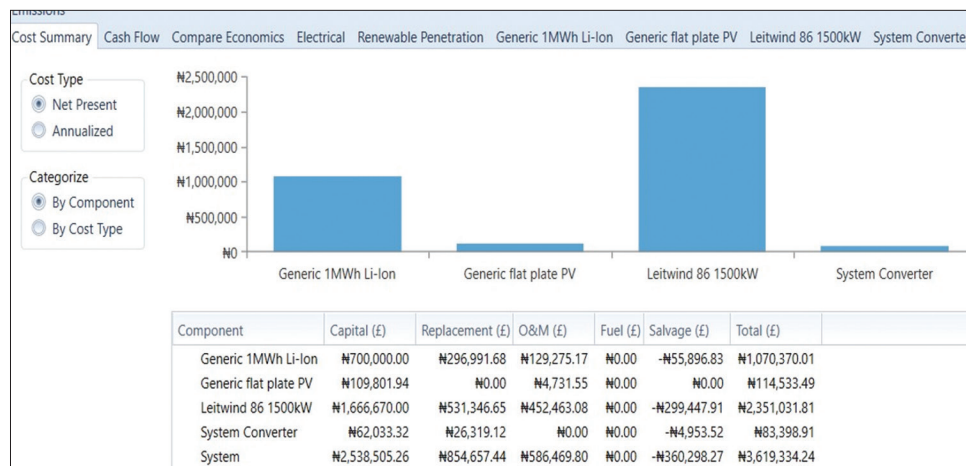 Emissions
Cost Summary Cash Flow Compare Economics Electrical Renewable Penetration Generic 1MWh Li-Ion Generic flat plate PV Leitwind 86 1500kW System Converte
Cost Type
Net Present
Annualized
Categorize
By Component
By Cost Type
₦2,500,000
₦2,000,000
₦1,500,000
₦1,000,000
₦500,000
₦0
Generic 1MWh Li-Ion Generic flat plate PV Leitwind 86 1500kW System Converter
Component Capital (£) Replacement (£) O&M (£) Fuel (£) Salvage (£) Total (£)
Generic 1MWh Li-Ion ₦700,000.00 ₦296,991.68 ₦129,275.17 ₦0.00 -₦55,896.83 ₦1,070,370.01
Generic flat plate PV ₦109,801.94 ₦0.00 ₦4,731.55 ₦0.00 ₦0.00 ₦114,533.49
Leitwind 86 1500kW ₦1,666,670.00 ₦531,346.65 ₦452,463.08 ₦0.00 -₦299,447.91 ₦2,351,031.81
System Converter ₦62,033.32 ₦26,319.12 ₦0.00 ₦0.00 -₦4,953.52 ₦83,398.91
System ₦2,538,505.26 ₦854,657.44 ₦586,469.80 ₦0.00 -₦360,298.27 ₦3,619,334.24